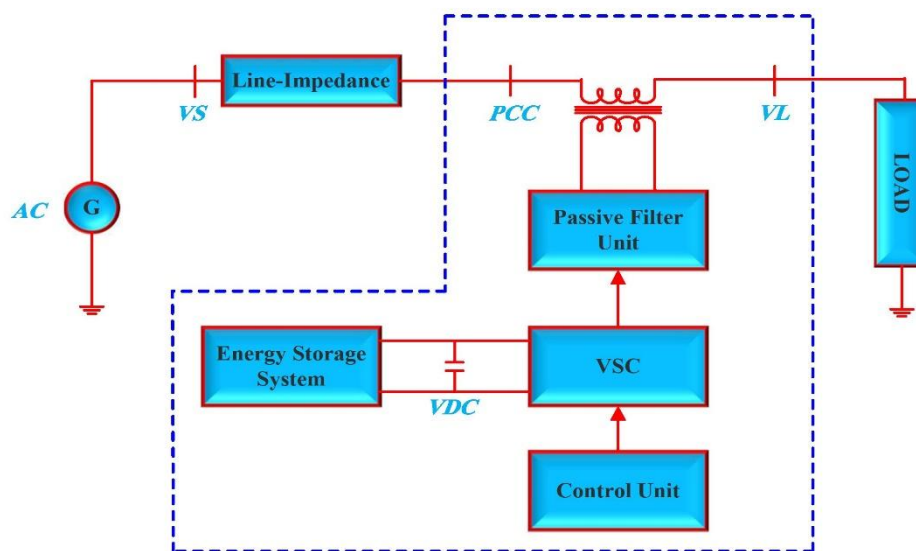 Line-Impedance
VS
PCC
VL
AC
G
LOAD
Passive Filter
Unit
Energy Storage
System
VDC
VSC
Control Unit